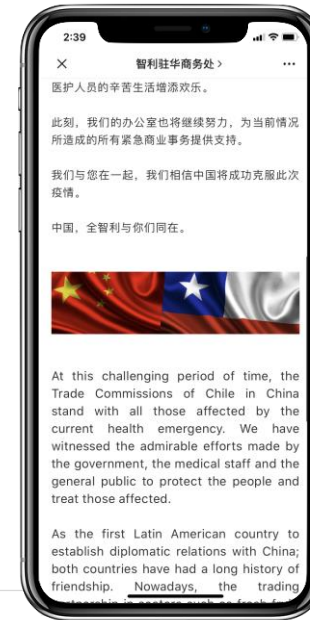 2:39
智利驻华商务处
医护人员的辛苦生活增添欢乐。
此刻，我们的办公室也将继续努力，为当前情况
所造成的所有紧急商业事务提供支持。
我们与您在一起，我们相信中国将成功克服此次
疫情。
中国，全智利与你们同在。
At this challenging period of time, the
Trade Commissions of Chile in China
stand with all those affected by the
current health emergency. We have
witnessed the admirable efforts made by
the government, the medical staff and the
general public to protect the people and
treat those affected.
As the first Latin American country to
establish diplomatic relations with China;
both countries have had a long history of
friendship. Nowadays, the trading